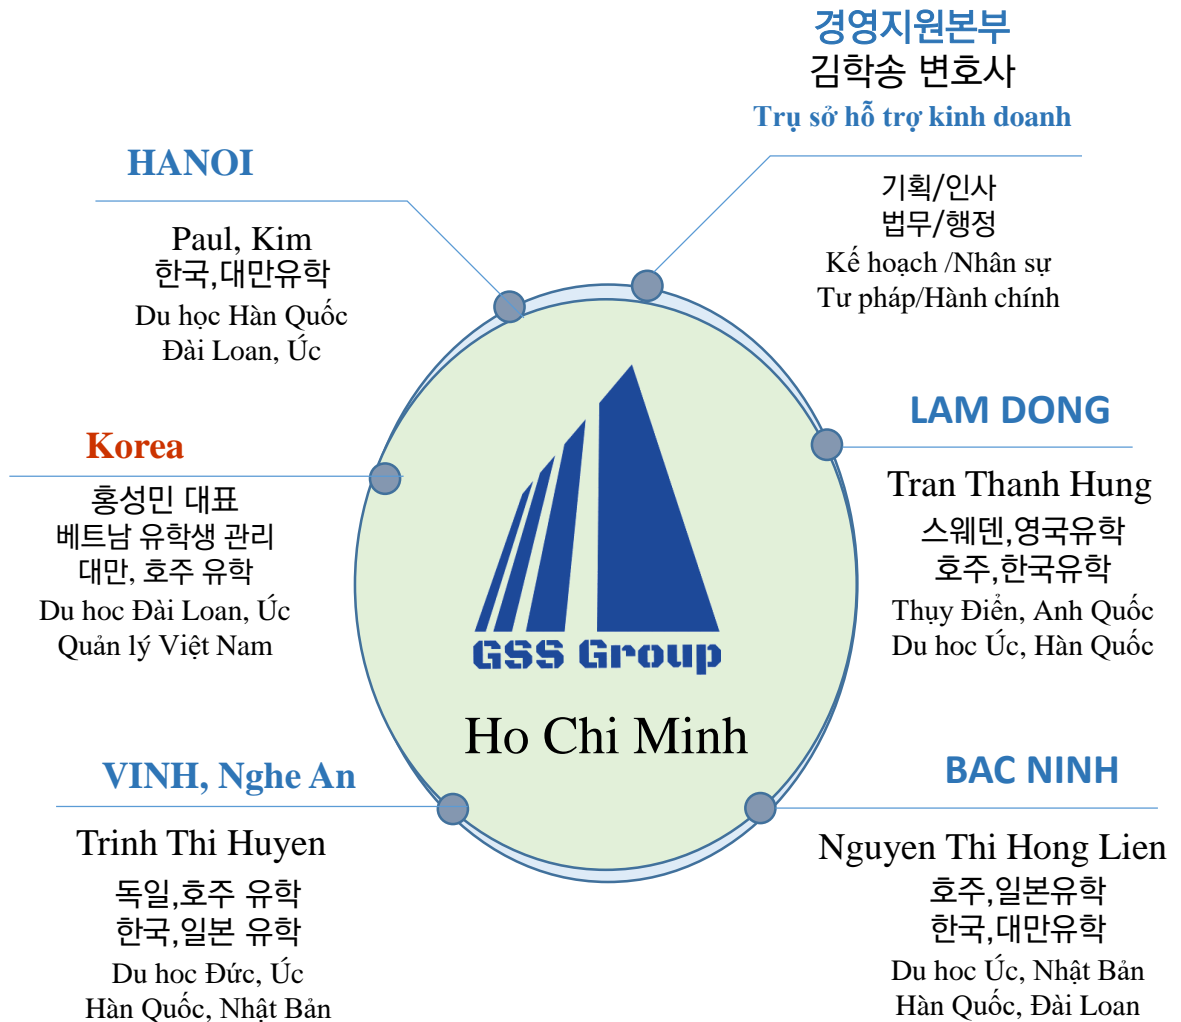 경영지원본부
김학송 변호사
Trụ sở hỗ trợ kinh doanh
기획/인사
법무/행정
Kế hoạch /Nhân sự
Tư pháp/Hành chính
HANOI
Paul, Kim
한국,대만유학
Du học Hàn Quốc
Đài Loan, Úc
Korea
홍성민 대표
베트남 유학생 관리
대만, 호주 유학
Du hoc Đài Loan, Úc
Quản lý Việt Nam
LAM DONG
Tran Thanh Hung
스웨덴,영국유학
호주,한국유학
Thụy Điển, Anh Quốc
Du hoc Úc, Hàn Quốc
GSS Group
Ho Chi Minh
VINH, Nghe An
Trinh Thi Huyen
독일,호주 유학
한국,일본 유학
Du hoc Đức, Úc
Hàn Quốc, Nhật Bản
BAC NINH
Nguyen Thi Hong Lien
호주,일본유학
한국,대만유학
Du hoc Úc, Nhật Bản
Hàn Quốc, Đài Loan